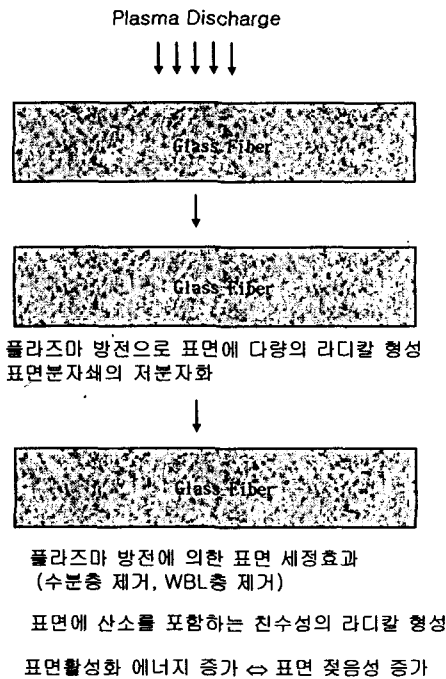 Plasma Discharge
Glass Fiber
Glass Fiber
플라즈마 방전으로 표면에 다량의 라디칼 형성
표면분자쇄의 저분자화
Glass Fiber
플라즈마 방전에 의한 표면 세정효과
(수분층 제거, WBL층 제거)
표면에 산소를 포함하는 친수성의 라디칼 형성
표면활성화 에너지 증가 ⇔ 표면 젖음성 증가